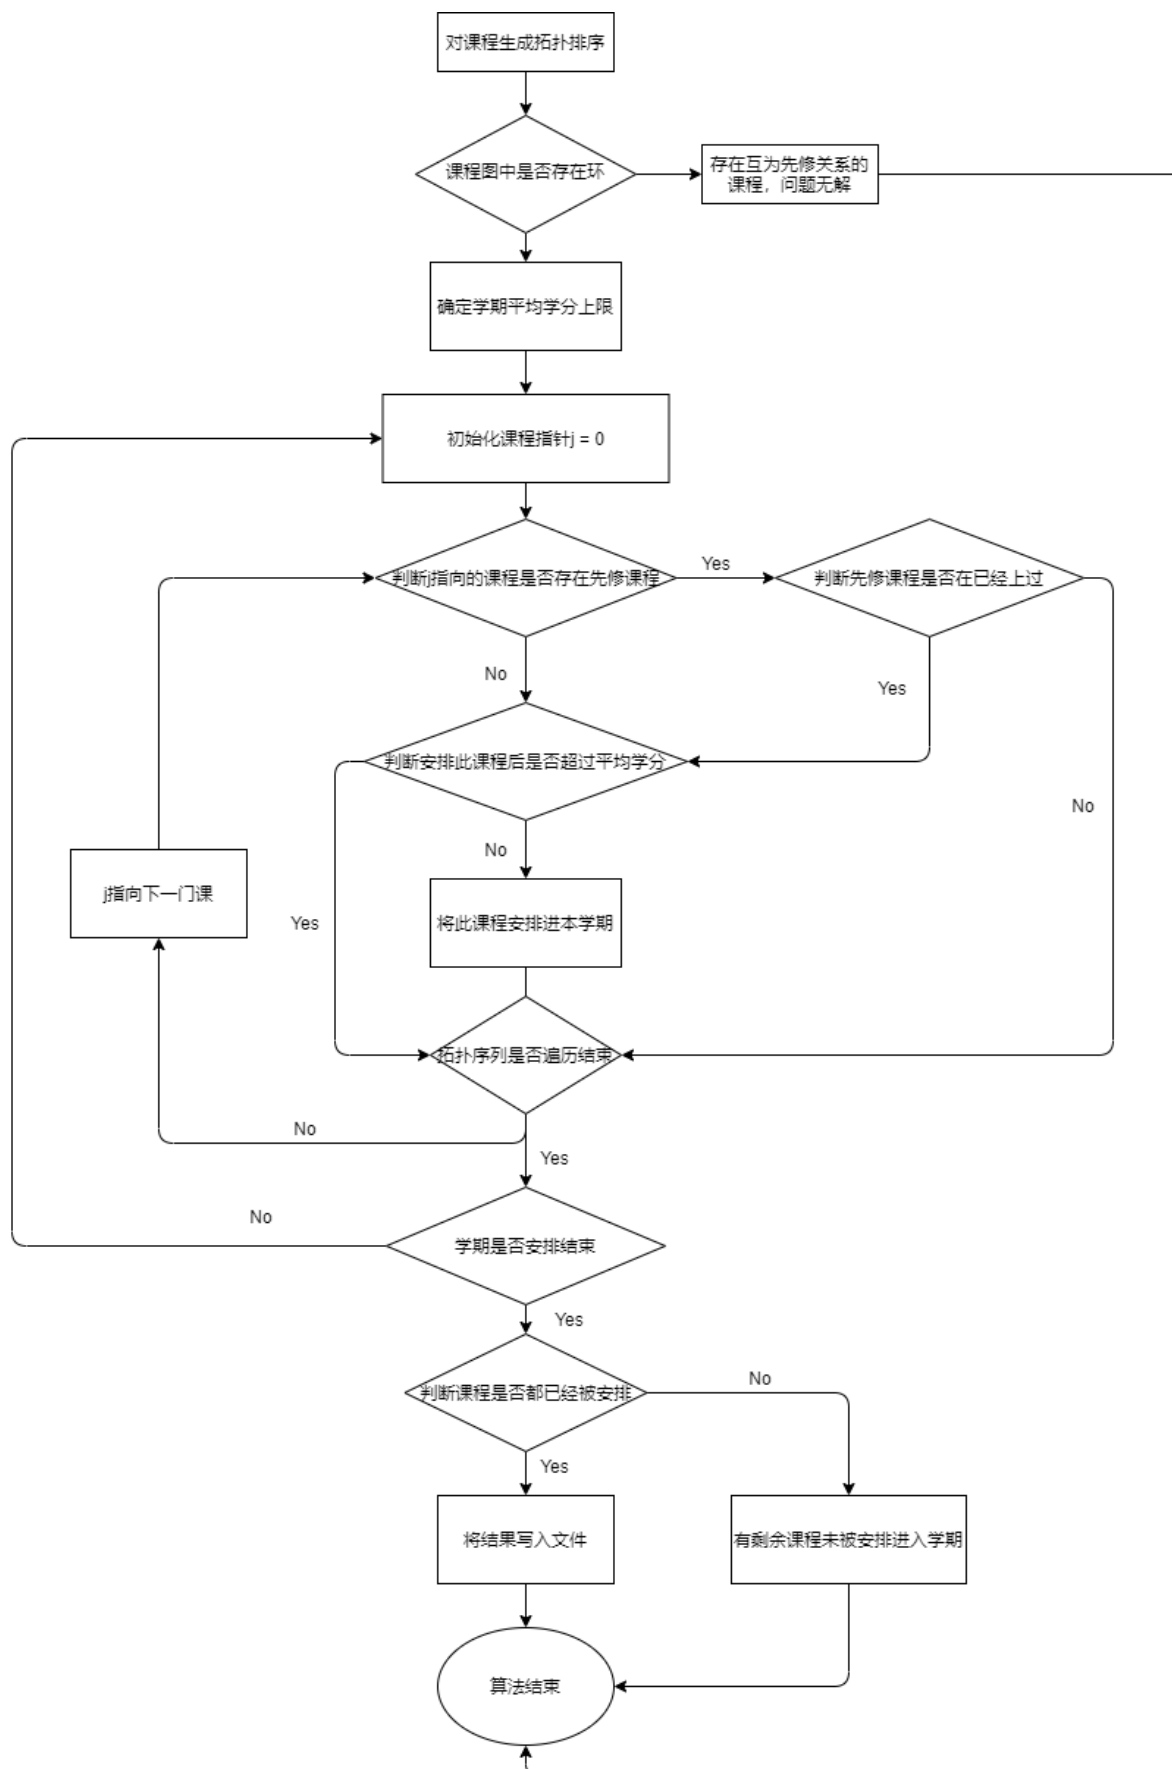 对课程生成拓扑排序
课程图中是否存在环
存在互为先修关系的
课程，问题无解
确定学期平均学分上限
初始化课程指针j = 0
判断j指向的课程是否存在先修课程
Yes
判断先修课程是否在已经上过
No
Yes
判断安排此课程后是否超过平均学分
No
No
j指向下一门课
将此课程安排进本学期
Yes
拓扑序列是否遍历结束
No
Yes
No
学期是否安排结束
Yes
判断课程是否都已经被安排
No
Yes
将结果写入文件
有剩余课程未被安排进入学期
算法结束